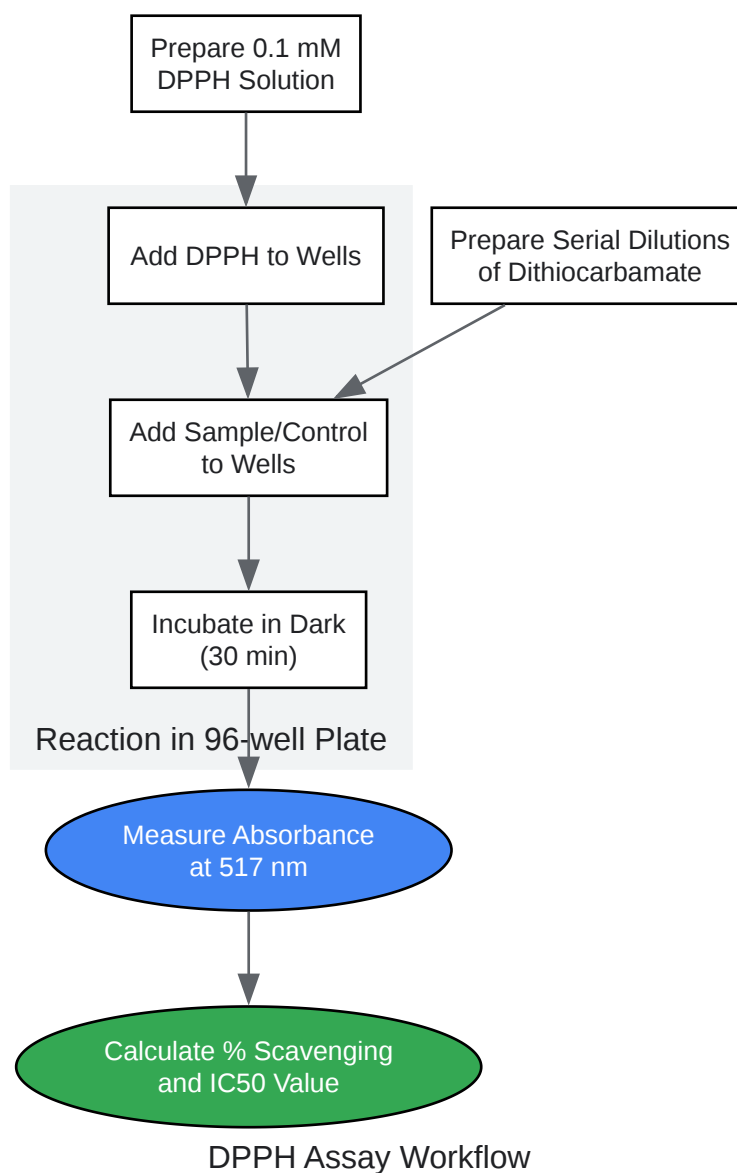 Prepare 0.1 mM
DPPH Solution
Add DPPH to Wells
Prepare Serial Dilutions
of Dithiocarbamate
Add Sample/Control
to Wells
Incubate in Dark
(30 min)
Reaction in 96-well Plate
Measure Absorbance
at 517 nm
Calculate % Scavenging
and IC50 Value
DPPH Assay Workflow